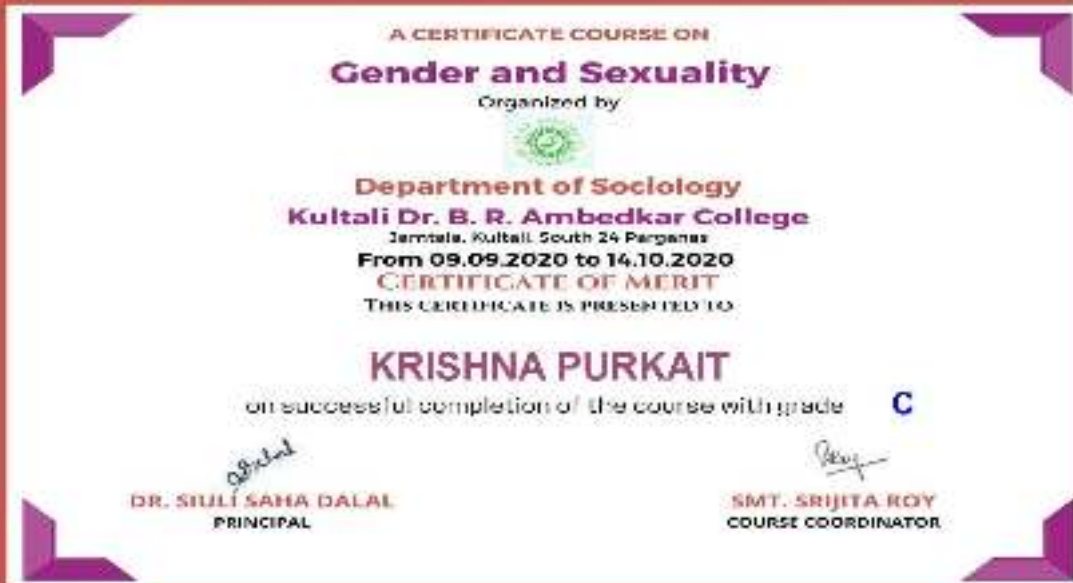 A CERTIFICATE COURSE ON
Gender and Sexuality
Organized by
Department of Sociology
Kultali Dr. B. R. Ambedkar College
Jamtala, Kultali, South 24 Parganas
From 09.09.2020 to 14.10.2020
CERTIFICATE OF MERIT
THIS CERTIFICATE IS PRESENTED TO
KRISHNA PURKAIT
on successful completion of the course with grade C
DR. SIULI SAHA DALAL
PRINCIPAL
SMT. SRIJITA ROY
COURSE COORDINATOR